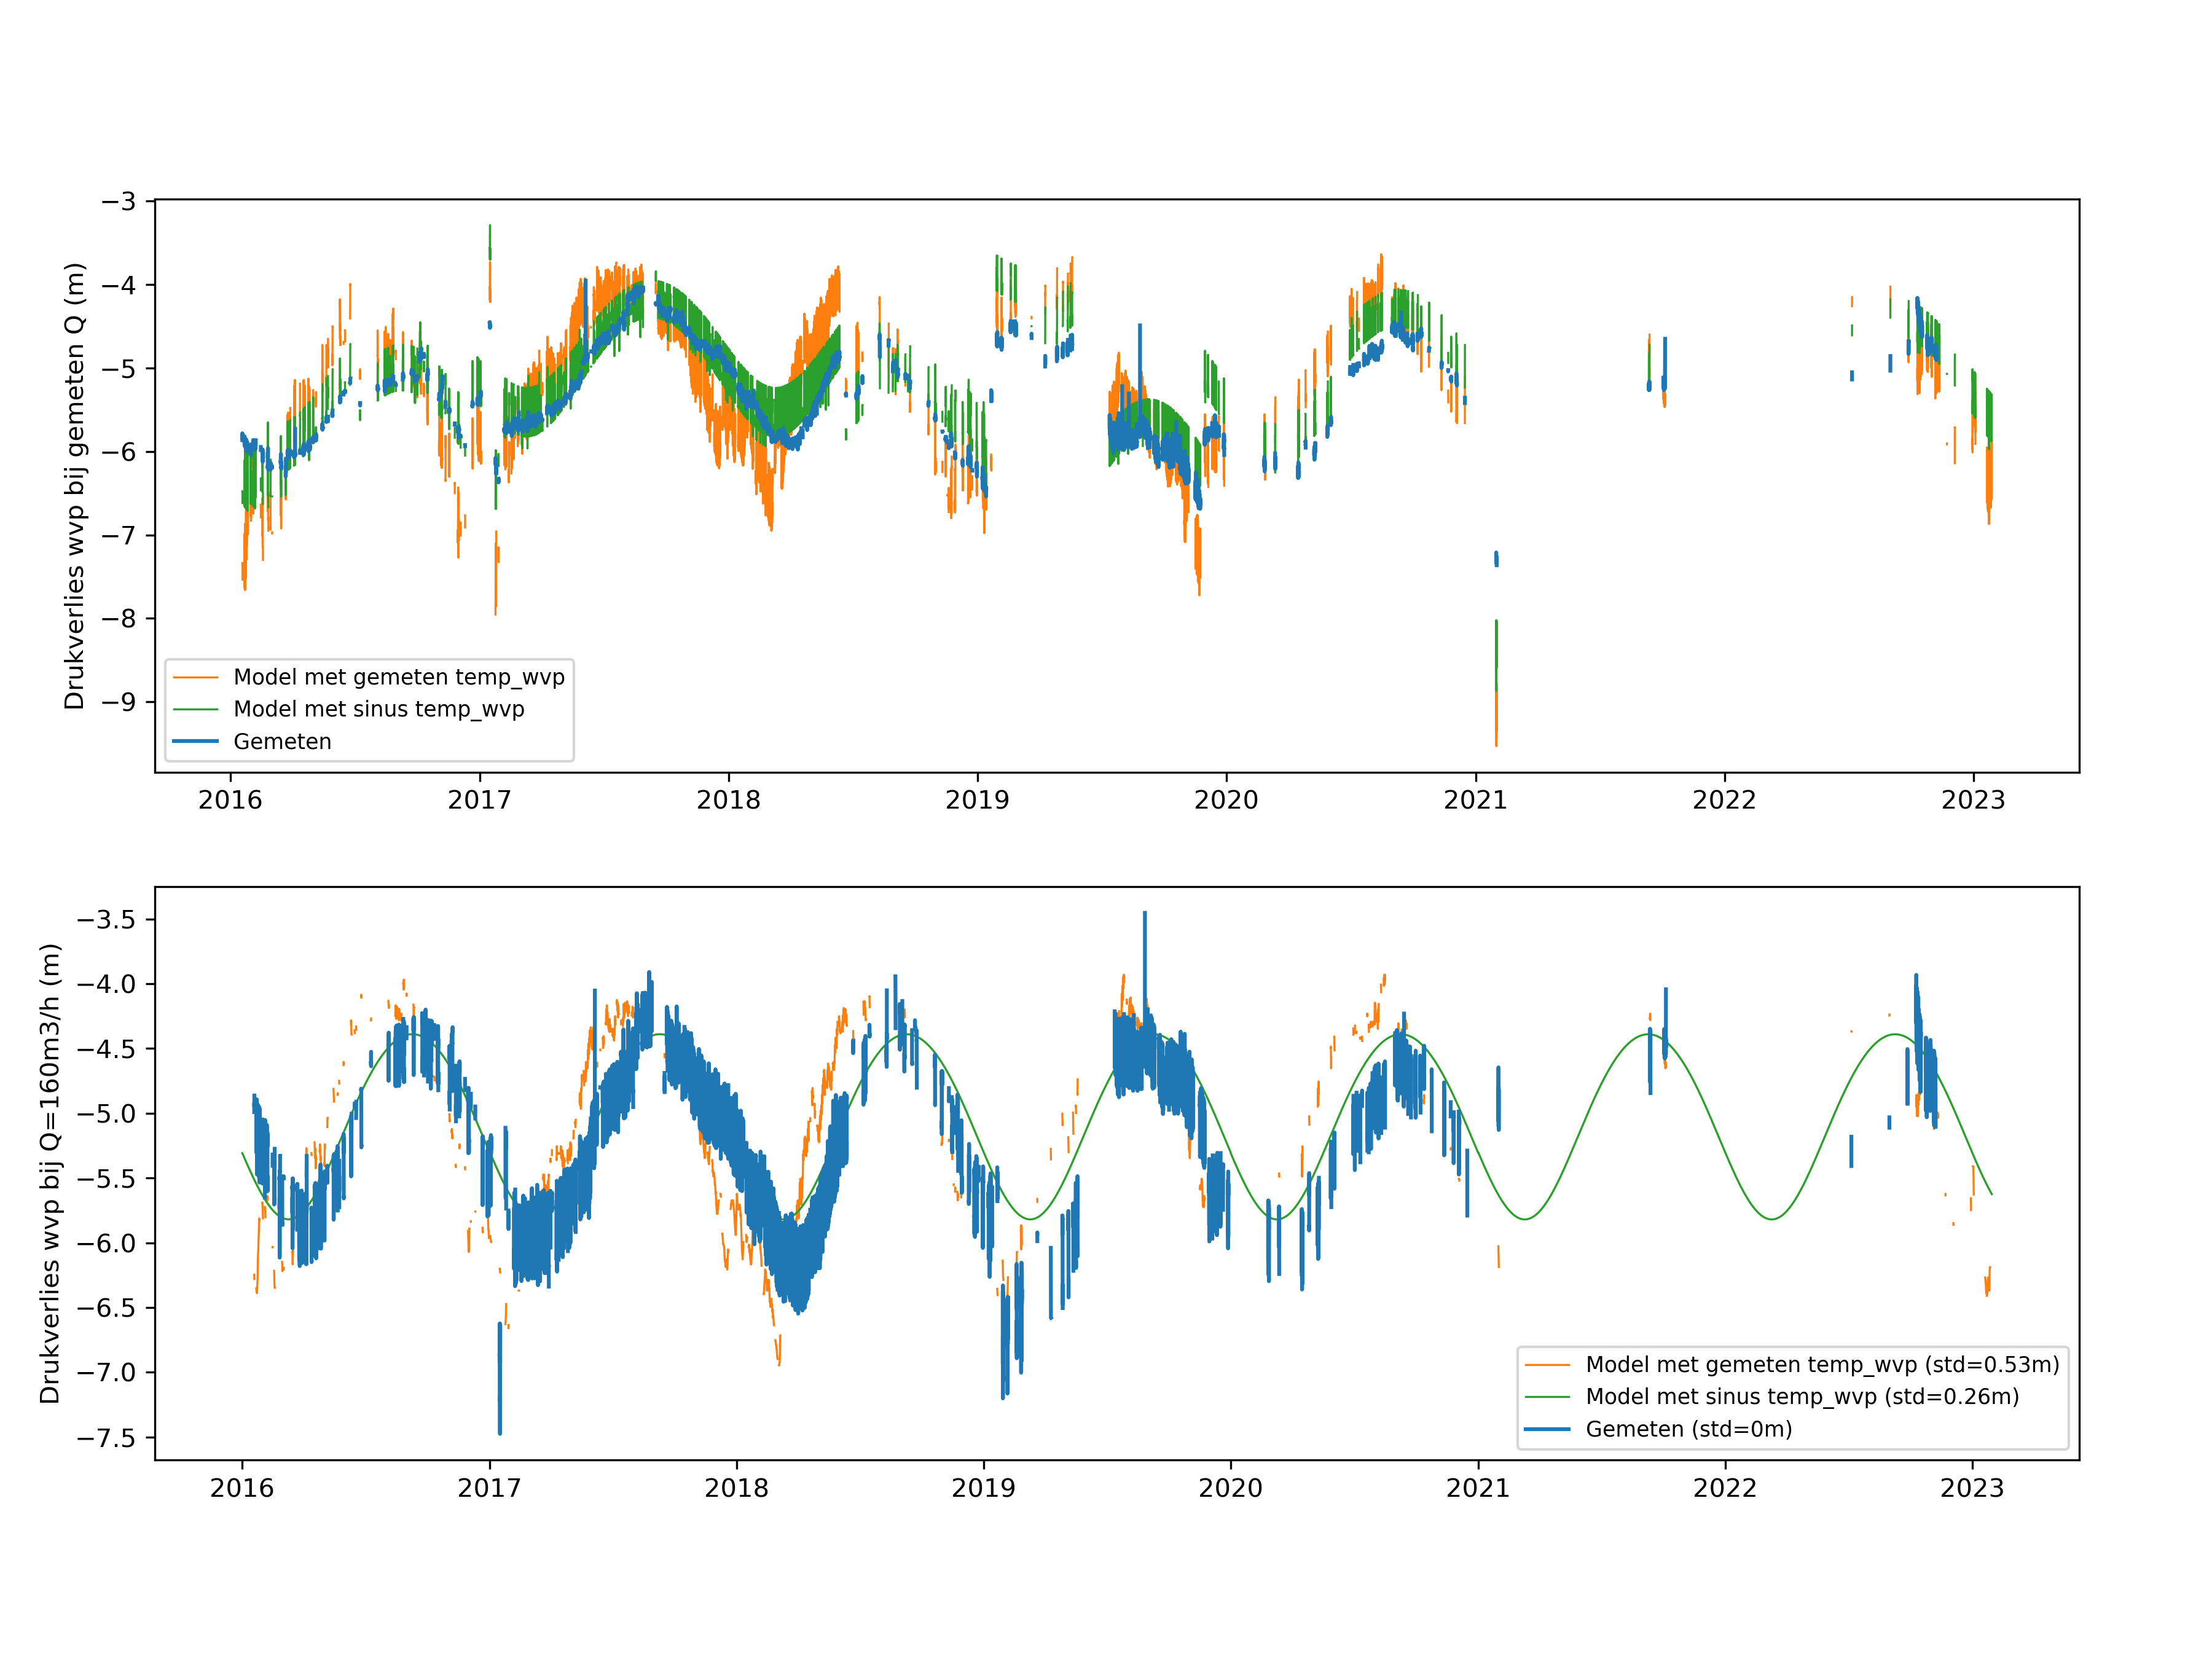 Drukverlies wvp bij gemeten Q (m)
−3
−4
−5
−6
−7
−8
−9
Model met gemeten temp_wvp
Model met sinus temp_wvp
Gemeten
2016 2017 2018 2019 2020 2021 2022 2023
Drukverlies wvp bij Q=160m3/h (m)
−3.5
−4.0
−4.5
−5.0
−5.5
−6.0
−6.5
−7.0
−7.5
Model met gemeten temp_wvp (std=0.53m)
Model met sinus temp_wvp (std=0.26m)
Gemeten (std=0m)
2016 2017 2018 2019 2020 2021 2022 2023